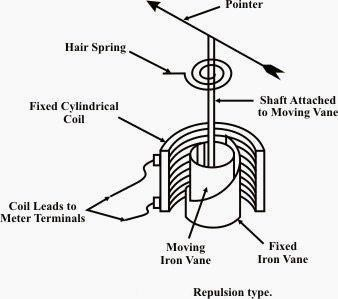 Pointer
Hair Spring
Shaft Attached
to Moving Vane
Fixed Cylindrical
Coil
Coil Leads to
Meter Terminals
Moving
Iron Vane
Fixed
Iron Vane
Repulsion type.